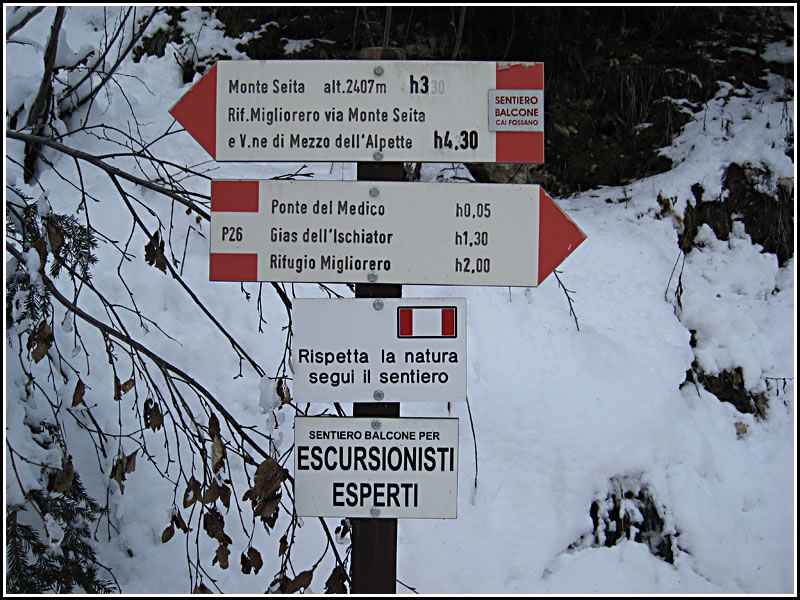 Monte Seita alt.2407m h3
Rif.Migliorero via Monte Seita
e V.ne di Mezzo dell'Alpette h4.30
SENTIERO
BALCONE
CAI FOSSANO
Ponte del Medico h0.05
P26 Gias dell'Ischiator h1.30
Rifugio Migliorero h2.00
Rispetta la natura
segui il sentiero
SENTIERO BALCONE PER
ESCURSIONISTI
ESPERTI